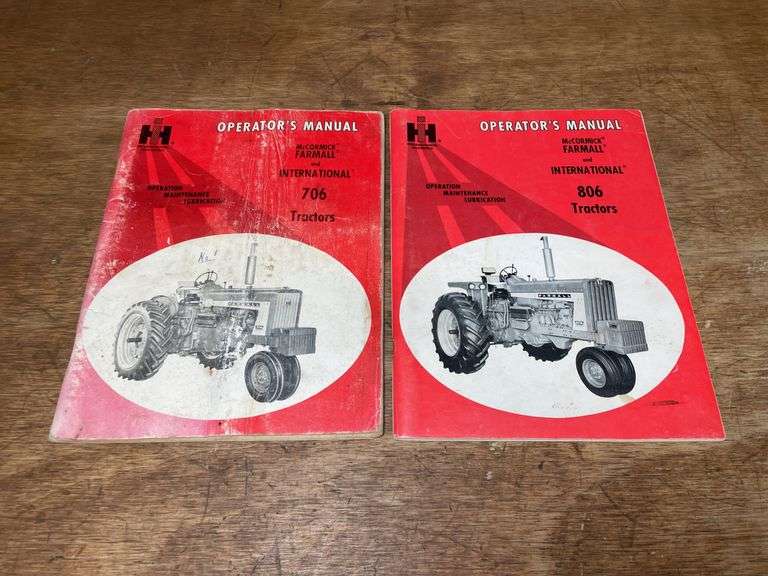 OPERATOR'S MANUAL
McCORMICK
FARMALL
and
INTERNATIONAL
706
Tractors
OPERATION
MAINTENANCE
LUBRICATION
IH
FARMALL
OPERATOR'S MANUAL
McCORMICK
FARMALL
and
INTERNATIONAL
806
Tractors
OPERATION
MAINTENANCE
LUBRICATION
IH
FARMALL